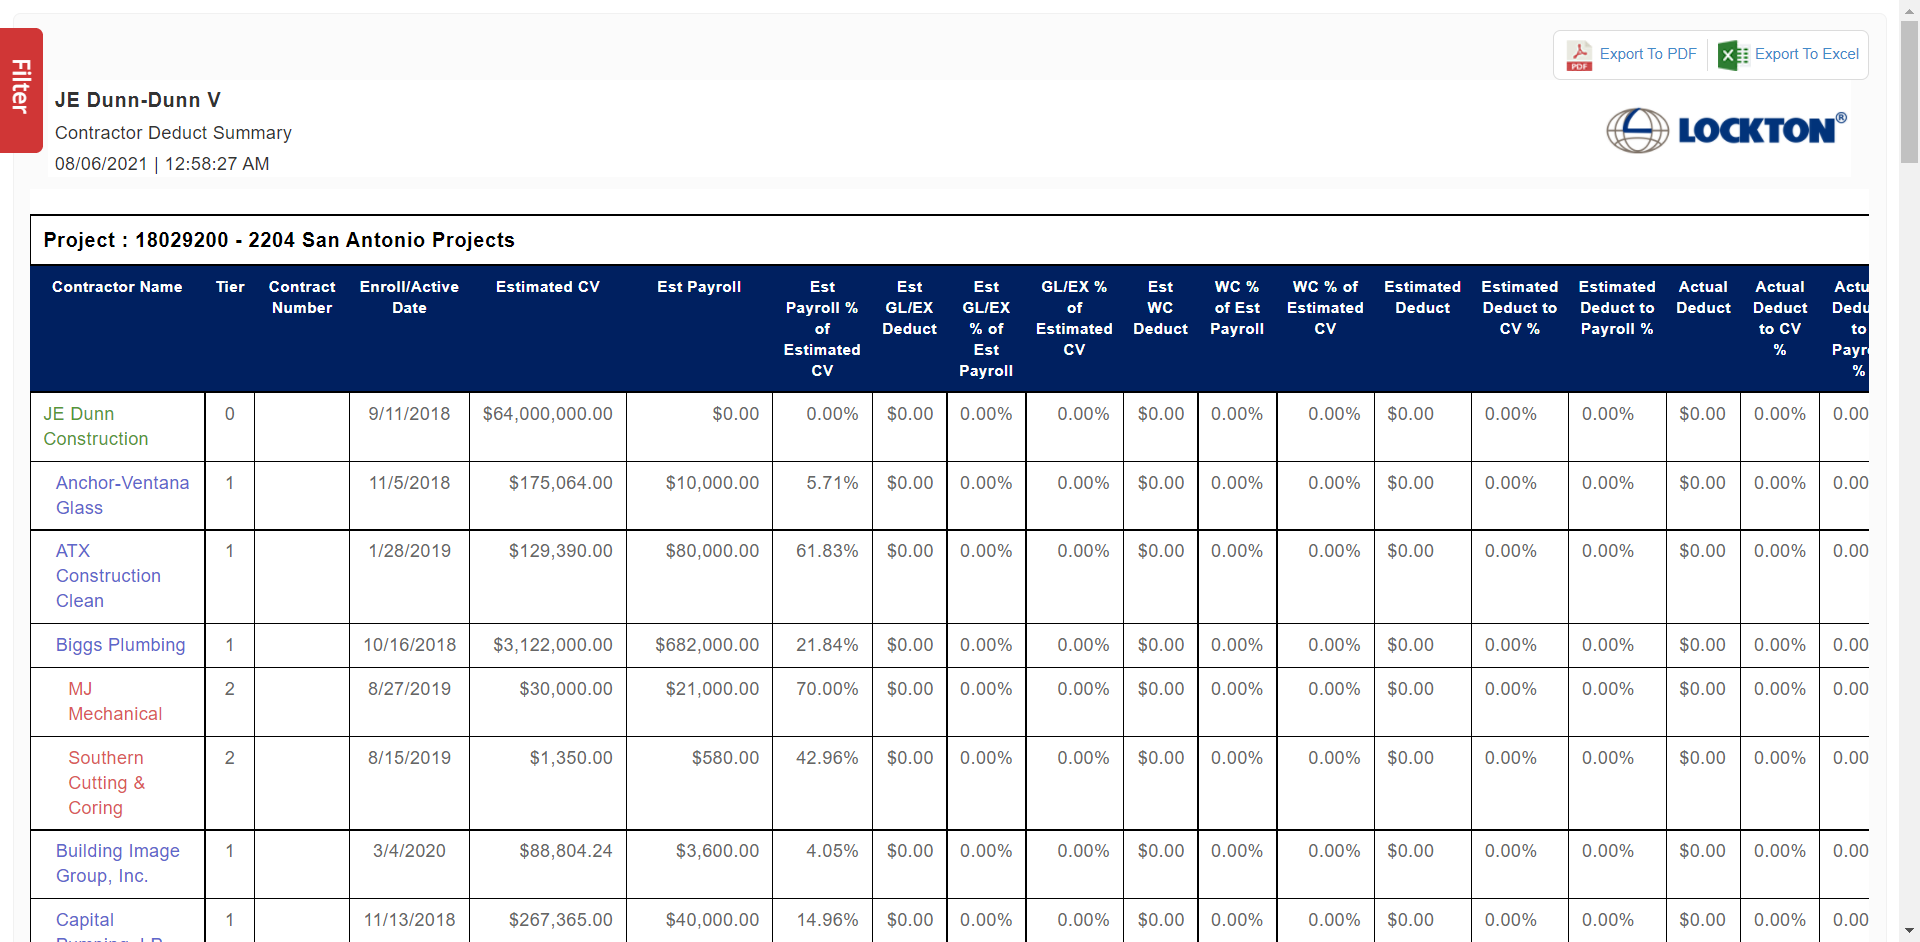 Filter
Export To PDF
Export To Excel
JE Dunn-Dunn V
Contractor Deduct Summary
08/06/2021 | 12:58:27 AM
LOCKTON®
Project : 18029200 - 2204 San Antonio Projects
Contractor Name Tier Contract Number Enroll/Active Date Estimated CV Est Payroll Est Payroll % of Estimated CV Est GL/EX Deduct Est GL/EX % of Est Payroll GL/EX % of Estimated CV Est WC Deduct WC % of Est Payroll WC % of Estimated CV Estimated Deduct Estimated Deduct to CV % Estimated Deduct to Payroll % Actual Deduct Actual Deduct to CV % Actu Dedu to Payr %
JE Dunn Construction 0 9/11/2018 $64,000,000.00 $0.00 0.00% $0.00 0.00% 0.00% $0.00 0.00% 0.00% $0.00 0.00% 0.00% $0.00 0.00% 0.00
Anchor-Ventana Glass 1 11/5/2018 $175,064.00 $10,000.00 5.71% $0.00 0.00% 0.00% $0.00 0.00% 0.00% $0.00 0.00% 0.00% $0.00 0.00% 0.00
ATX Construction Clean 1 1/28/2019 $129,390.00 $80,000.00 61.83% $0.00 0.00% 0.00% $0.00 0.00% 0.00% $0.00 0.00% 0.00% $0.00 0.00% 0.00
Biggs Plumbing 1 10/16/2018 $3,122,000.00 $682,000.00 21.84% $0.00 0.00% 0.00% $0.00 0.00% 0.00% $0.00 0.00% 0.00% $0.00 0.00% 0.00
MJ Mechanical 2 8/27/2019 $30,000.00 $21,000.00 70.00% $0.00 0.00% 0.00% $0.00 0.00% 0.00% $0.00 0.00% 0.00% $0.00 0.00% 0.00
Southern Cutting & Coring 2 8/15/2019 $1,350.00 $580.00 42.96% $0.00 0.00% 0.00% $0.00 0.00% 0.00% $0.00 0.00% 0.00% $0.00 0.00% 0.00
Building Image Group, Inc. 1 3/4/2020 $88,804.24 $3,600.00 4.05% $0.00 0.00% 0.00% $0.00 0.00% 0.00% $0.00 0.00% 0.00% $0.00 0.00% 0.00
Capital 1 11/13/2018 $267,365.00 $40,000.00 14.96% $0.00 0.00% 0.00% $0.00 0.00% 0.00% $0.00 0.00% 0.00% $0.00 0.00% 0.00